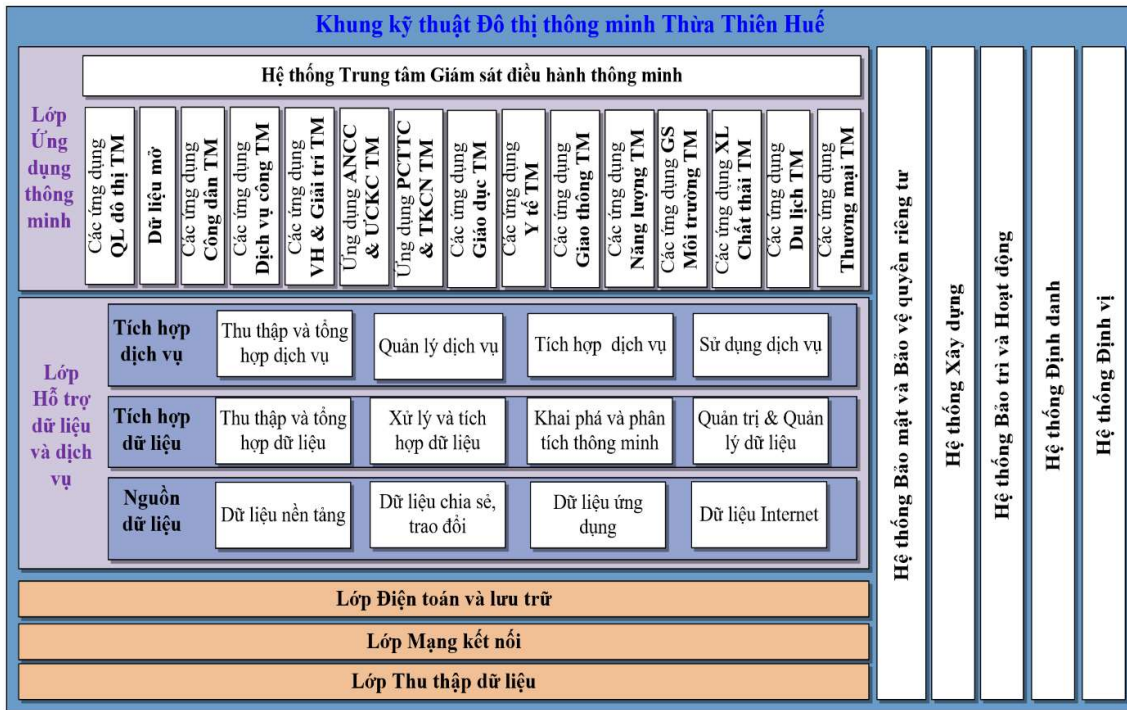 Khung kỹ thuật Đô thị thông minh Thừa Thiên Huế
Hệ thống Trung tâm Giám sát điều hành thông minh
Lớp
Ứng
dụng
thông
minh
Các ứng dụng
QL đô thị TM
Dữ liệu mở
Các ứng dụng
Công dân TM
Các ứng dụng
Dịch vụ công TM
Các ứng dụng
VH & Giải trí TM
Ứng dụng ANCC
& ƯCKC TM
Ứng dụng PCTTC
& TKCN TM
Các ứng dụng
Giáo dục TM
Các ứng dụng
Y tế TM
Các ứng dụng
Giao thông TM
Các ứng dụng
Năng lượng TM
Các ứng dụng GS
Môi trường TM
Các ứng dụng XL
Chất thải TM
Các ứng dụng
Du lịch TM
Các ứng dụng
Thương mại TM
Lớp
Hỗ trợ
dữ liệu
và dịch
vụ
Tích hợp
dịch vụ
Thu thập và tổng
hợp dịch vụ
Quản lý dịch vụ
Tích hợp dịch vụ
Sử dụng dịch vụ
Tích hợp
dữ liệu
Thu thập và tổng
hợp dữ liệu
Xử lý và tích
hợp dữ liệu
Khai phá và phân
tích thông minh
Quản trị & Quản
lý dữ liệu
Nguồn
dữ liệu
Dữ liệu nền tảng
Dữ liệu chia sẻ,
trao đổi
Dữ liệu ứng
dụng
Dữ liệu Internet
Lớp Điện toán và lưu trữ
Lớp Mạng kết nối
Lớp Thu thập dữ liệu
Hệ thống Bảo mật và Bảo vệ quyền riêng tư
Hệ thống Xây dựng
Hệ thống Bảo trì và Hoạt động
Hệ thống Định danh
Hệ thống Định vị